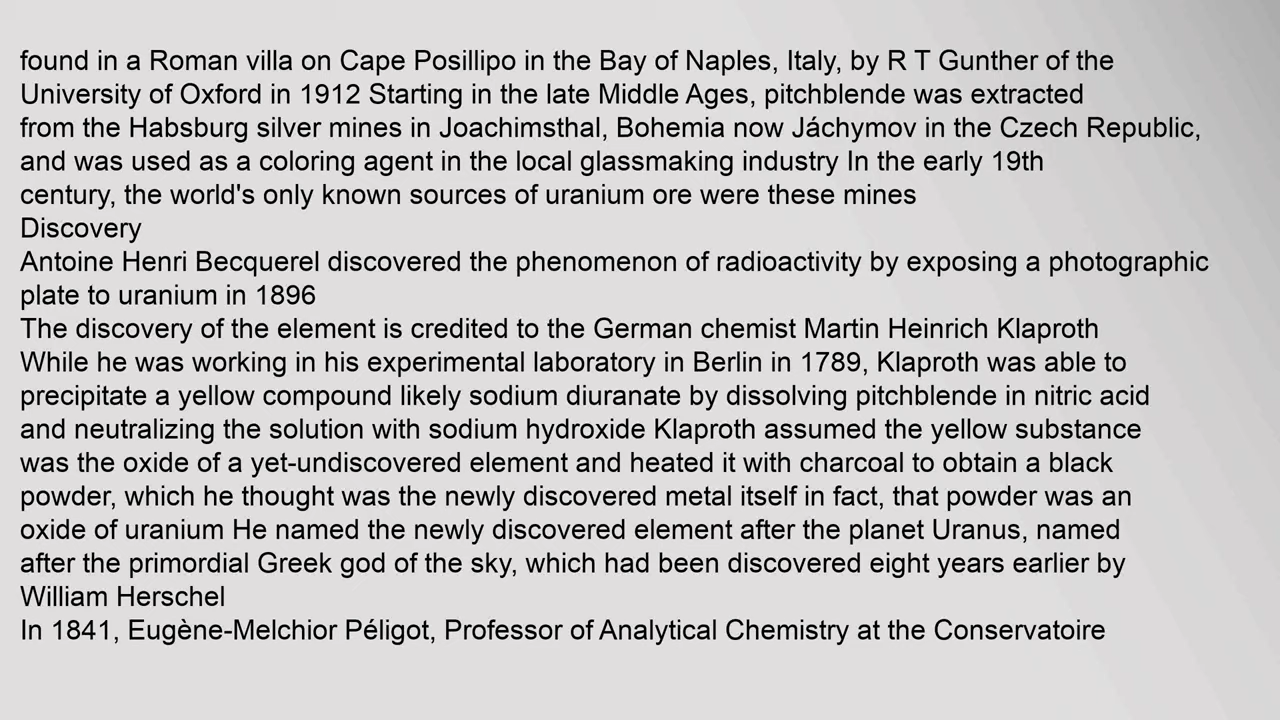 found in a Roman villa on Cape Posillipo in the Bay of Naples, Italy, by R T Gunther of the
University of Oxford in 1912 Starting in the late Middle Ages, pitchblende was extracted
from the Habsburg silver mines in Joachimsthal, Bohemia now Jáchymov in the Czech Republic,
and was used as a coloring agent in the local glassmaking industry In the early 19th
century, the world's only known sources of uranium ore were these mines
Discovery
Antoine Henri Becquerel discovered the phenomenon of radioactivity by exposing a photographic
plate to uranium in 1896
The discovery of the element is credited to the German chemist Martin Heinrich Klaproth
While he was working in his experimental laboratory in Berlin in 1789, Klaproth was able to
precipitate a yellow compound likely sodium diuranate by dissolving pitchblende in nitric acid
and neutralizing the solution with sodium hydroxide Klaproth assumed the yellow substance
was the oxide of a yet-undiscovered element and heated it with charcoal to obtain a black
powder, which he thought was the newly discovered metal itself in fact, that powder was an
oxide of uranium He named the newly discovered element after the planet Uranus, named
after the primordial Greek god of the sky, which had been discovered eight years earlier by
William Herschel
In 1841, Eugène-Melchior Péligot, Professor of Analytical Chemistry at the Conservatoire